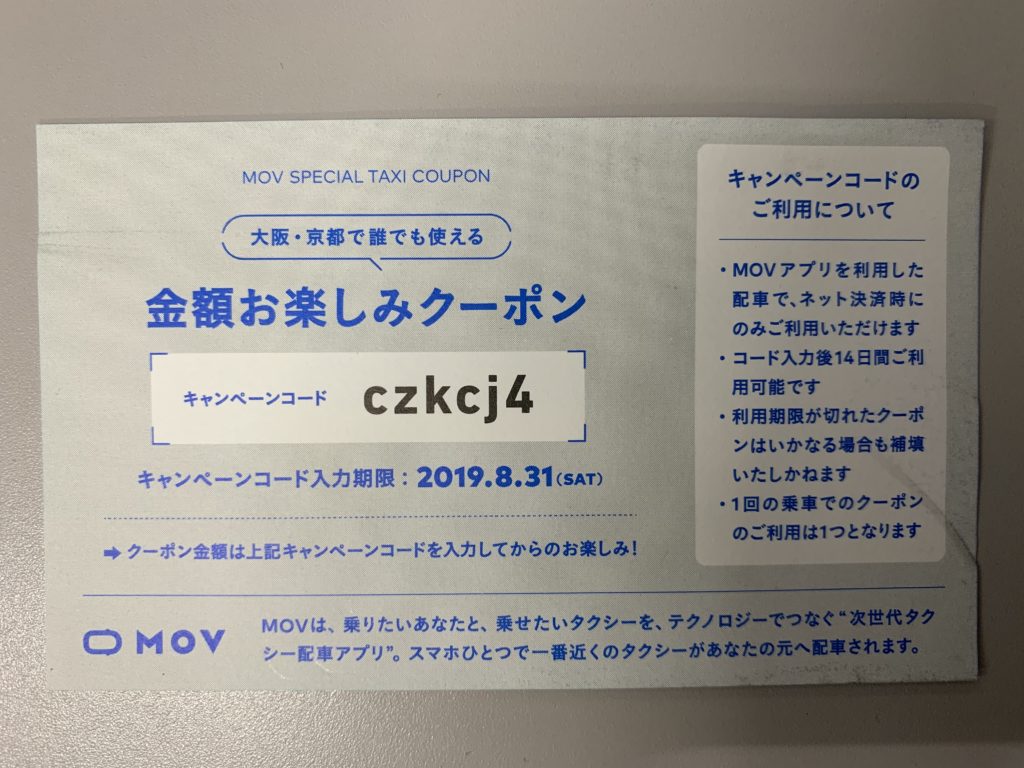 MOV SPECIAL TAXI COUPON
大阪・京都で誰でも使える
金額お楽しみクーポン
キャンペーンコード czkcj4
キャンペーンコード入力期限：2019.8.31(SAT)
➡ クーポン金額は上記キャンペーンコードを入力してからのお楽しみ！
キャンペーンコードの
ご利用について
・MOVアプリを利用した
配車で、ネット決済時に
のみご利用いただけます
・コード入力後14日間ご利
用可能です
・利用期限が切れたクーポ
ンはいかなる場合も補填
いたしかねます
・1回の乗車でのクーポン
のご利用は1つとなります
MOV
MOVは、乗りたいあなたと、乗せたいタクシーを、テクノロジーでつなぐ“次世代タク
シー配車アプリ”。スマホひとつで一番近くのタクシーがあなたの元へ配車されます。